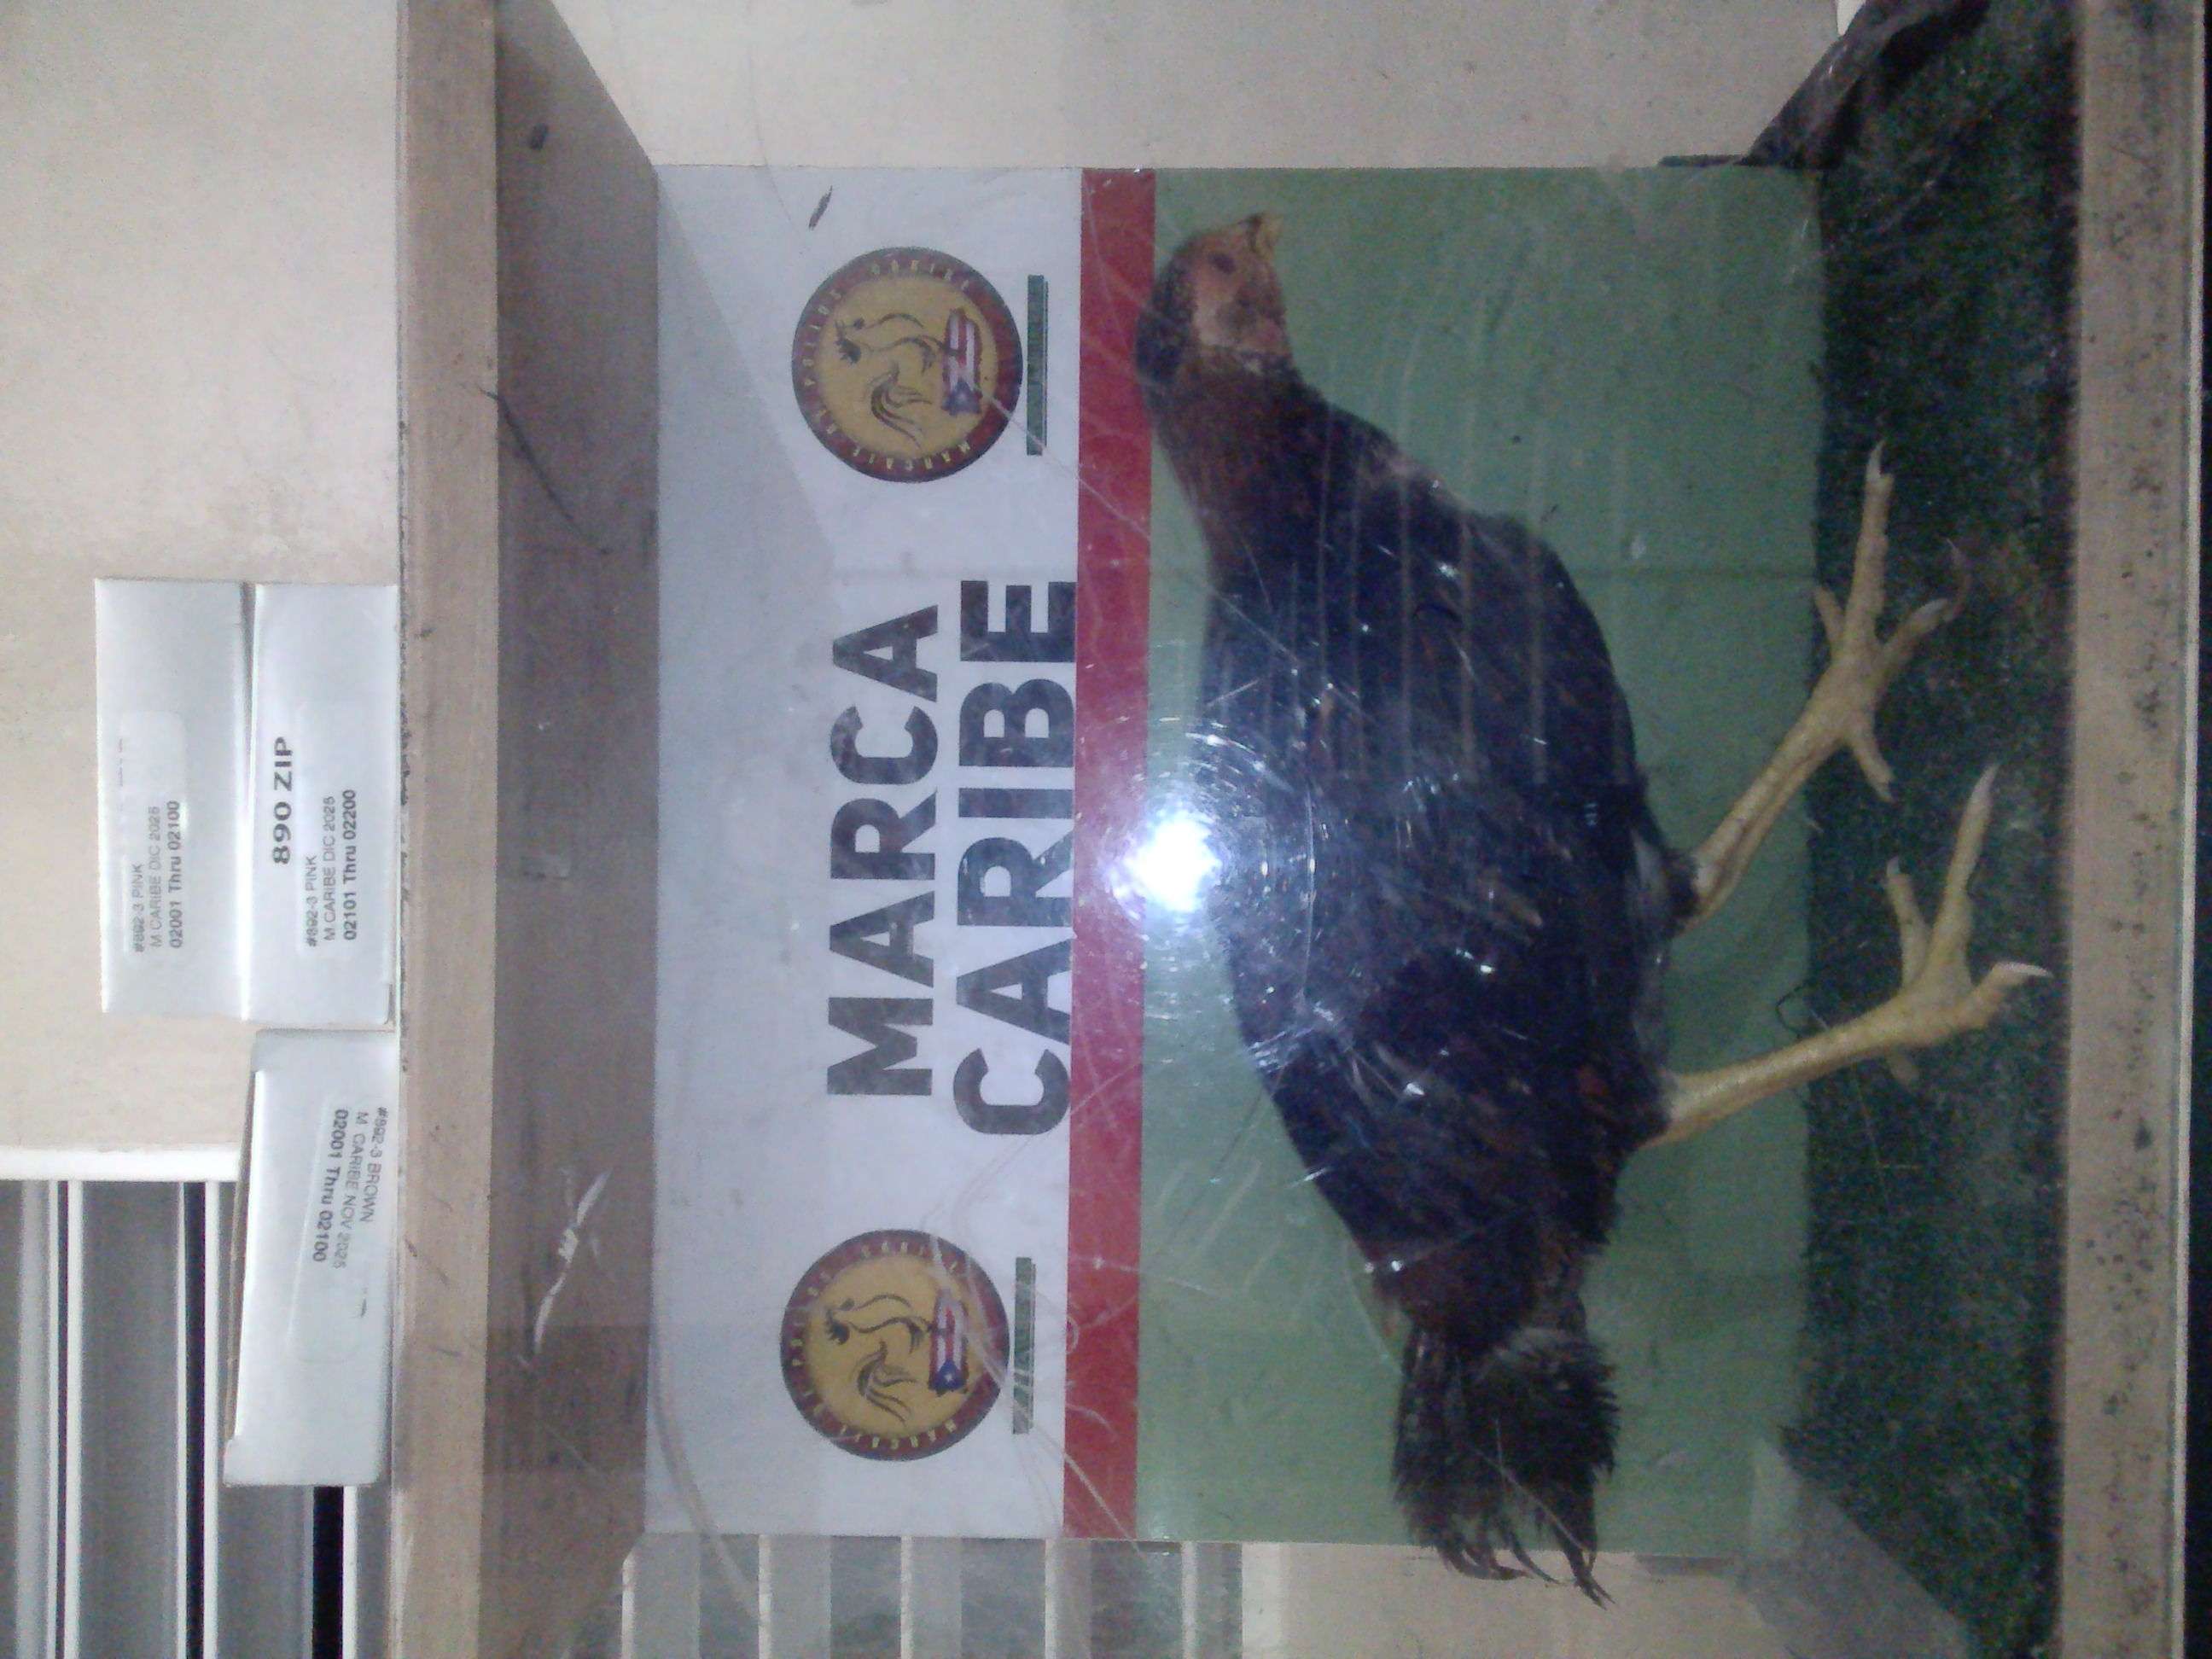 #892-3 PINK
M CARIBE DIC 2025
02001 Thru 02100
890 ZIP
#892-3 PINK
M CARIBE DIC 2025
02101 Thru 02200
#892-3 BROWN
M CARIBE NOV 2025
02001 Thru 02100
MARCA
CARIBE